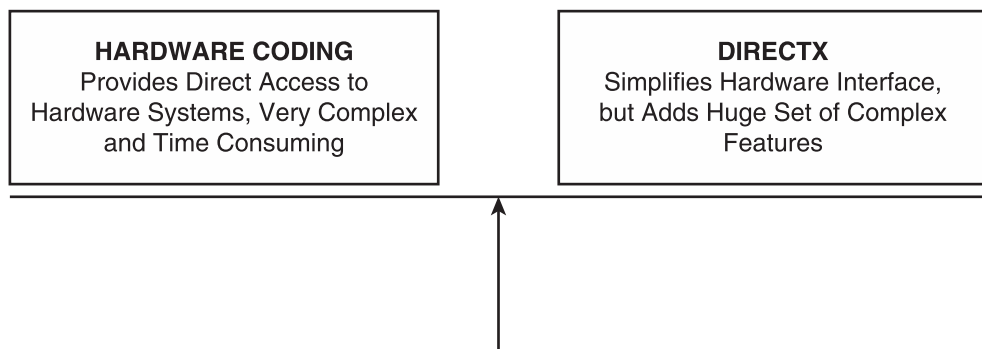 HARDWARE CODING
Provides Direct Access to
Hardware Systems, Very Complex
and Time Consuming
DIRECTX
Simplifies Hardware Interface,
but Adds Huge Set of Complex
Features